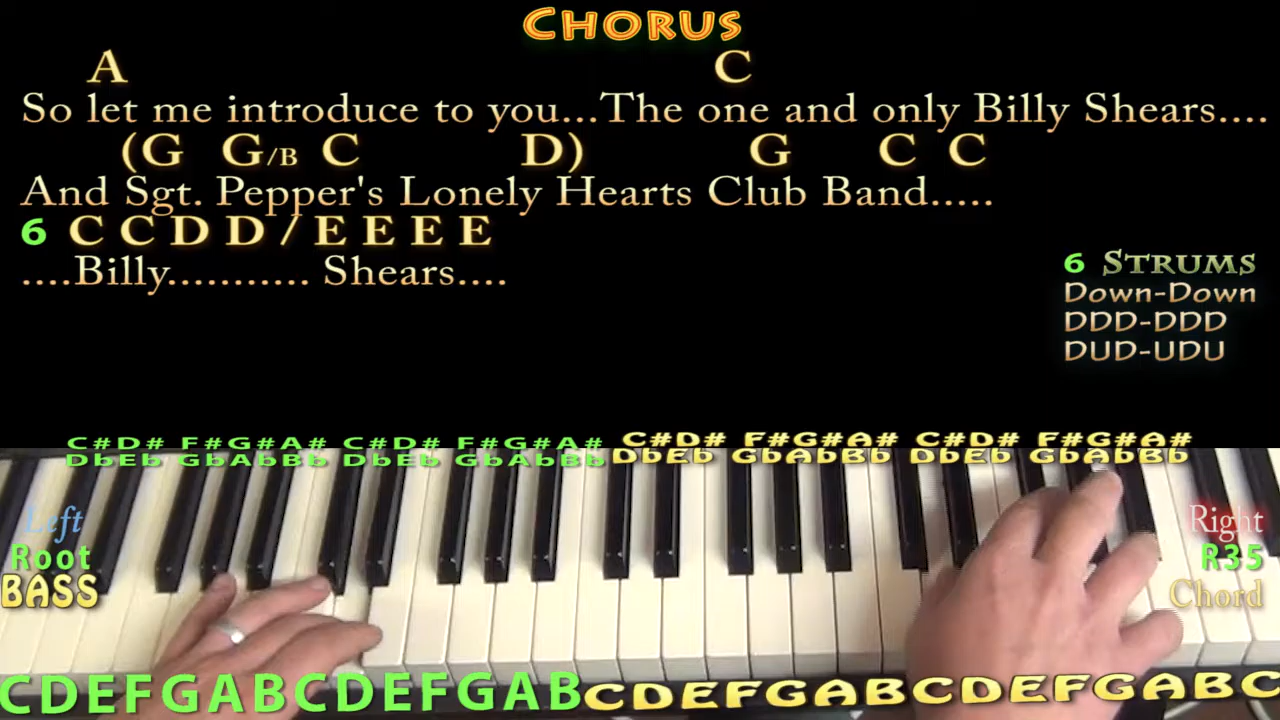 CHORUS
A C
So let me introduce to you...The one and only Billy Shears....
(G G/B C D) G C C
And Sgt. Pepper's Lonely Hearts Club Band.....
6 C C D D / E E E E
....Billy........... Shears....
6 STRUMS
Down-Down
DDD-DDD
DUD-UDU
C#D# F#G#A# C#D# F#G#A# C#D# F#G#A# C#D# F#G#A#
DbEb GbAbBb DbEb GbAbBb DbEb GbAbBb DbEb GbAbBb
Left
Root
BASS
Right
R35
Chord
CDEFGABCDEFGABCDEFGABCDEFGABC